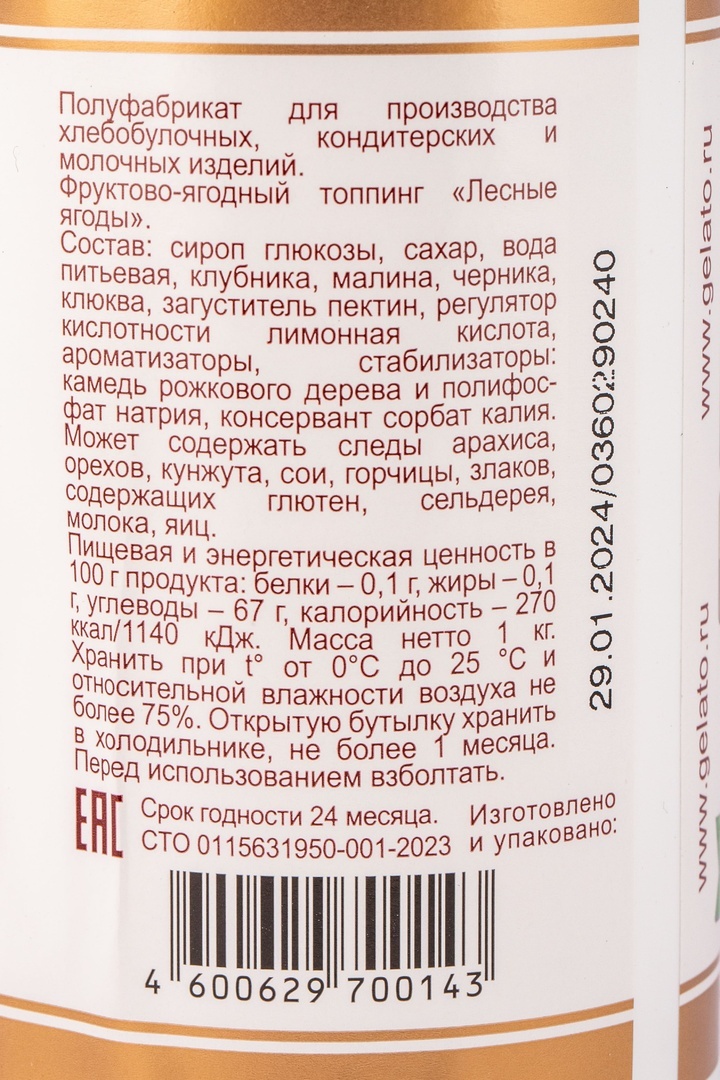 Полуфабрикат для производства
хлебобулочных, кондитерских и
молочных изделий.
Фруктово-ягодный топпинг «Лесные
ягоды».
Состав: сироп глюкозы, сахар, вода
питьевая, клубника, малина, черника,
клюква, загуститель пектин, регулятор
кислотности лимонная кислота,
ароматизаторы, стабилизаторы:
камедь рожкового дерева и полифос-
фат натрия, консервант сорбат калия.
Может содержать следы арахиса,
орехов, кунжута, сои, горчицы, злаков,
содержащих глютен, сельдерея,
молока, яиц.
Пищевая и энергетическая ценность в
100 г продукта: белки – 0,1 г, жиры – 0,1
г, углеводы – 67 г, калорийность – 270
ккал/1140 кДж. Масса нетто 1 кг.
Хранить при t° от 0°С до 25 °С и
относительной влажности воздуха не
более 75%. Открытую бутылку хранить
в холодильнике, не более 1 месяца.
Перед использованием взболтать.
ЕАС
Срок годности 24 месяца.
СТО 0115631950-001-2023
Изготовлено
и упаковано:
4 600629 700143
29.01.2024/0360290240
www.gelato.ru
www.gelato.ru